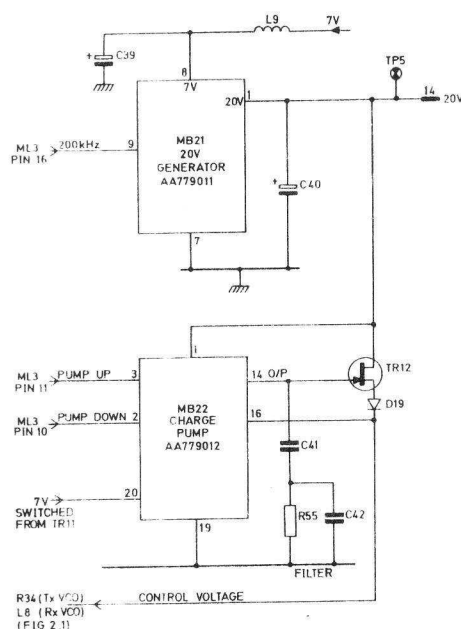 L9
7V
C39
+
8
7V
TP5
20V
1
14
20V
ML3
PIN 16
200kHz
9
MB21
20V
GENERATOR
AA779011
+
C40
7
1
ML3
PIN 11
PUMP UP
3
14
O/P
TR12
ML3
PIN 10
PUMP DOWN
2
MB22
CHARGE
PUMP
AA779012
16
D19
C41
7V
SWITCHED
FROM TR11
20
19
R55
C42
FILTER
R34 (Tx VCO)
L8 (Rx VCO)
(FIG 2.1)
CONTROL VOLTAGE